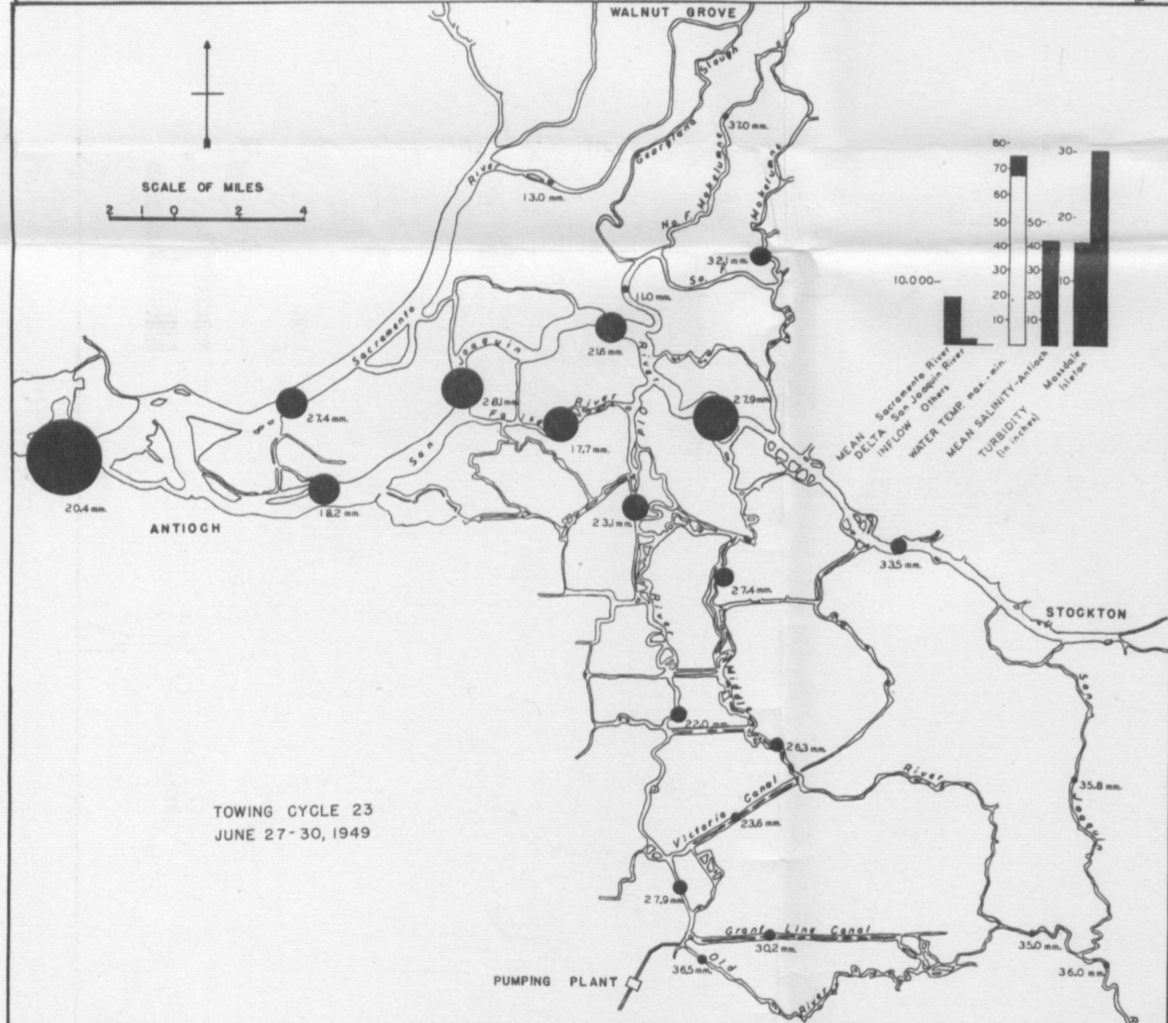 WALNUT GROVE
SCALE OF MILES
2 1 0 2 4
River
Georgiana Slough
13.0 mm.
37.0 mm.
No. F. Mokelumne
Mokelumne
32.1 mm.
So. F.
11.0 mm.
Sacramento
Joaquin
21.6 mm.
River
28.1 mm.
27.4 mm.
27.9 mm.
False River
17.7 mm.
San
Old
20.4 mm.
18.2 mm.
ANTIOCH
23.1 mm.
33.5 mm.
27.4 mm.
STOCKTON
River
Middle
San
22.0 mm.
26.3 mm.
River
35.8 mm.
Joaquin
Victoria Canal
23.6 mm.
27.9 mm.
Grant Line Canal
30.2 mm.
35.0 mm.
36.0 mm.
36.5 mm.
Old
River
PUMPING PLANT
TOWING CYCLE 23
JUNE 27-30, 1949
10,000-
80-
70-
60-
50-
40-
30-
20-
10-
50-
40-
30-
20-
10-
30-
20-
10-
MEAN Sacramento River
DELTA San Joaquin River
INFLOW Others
WATER TEMP. max.-min.
MEAN SALINITY-Antioch
TURBIDITY Mossdale
(in inches) Isleton